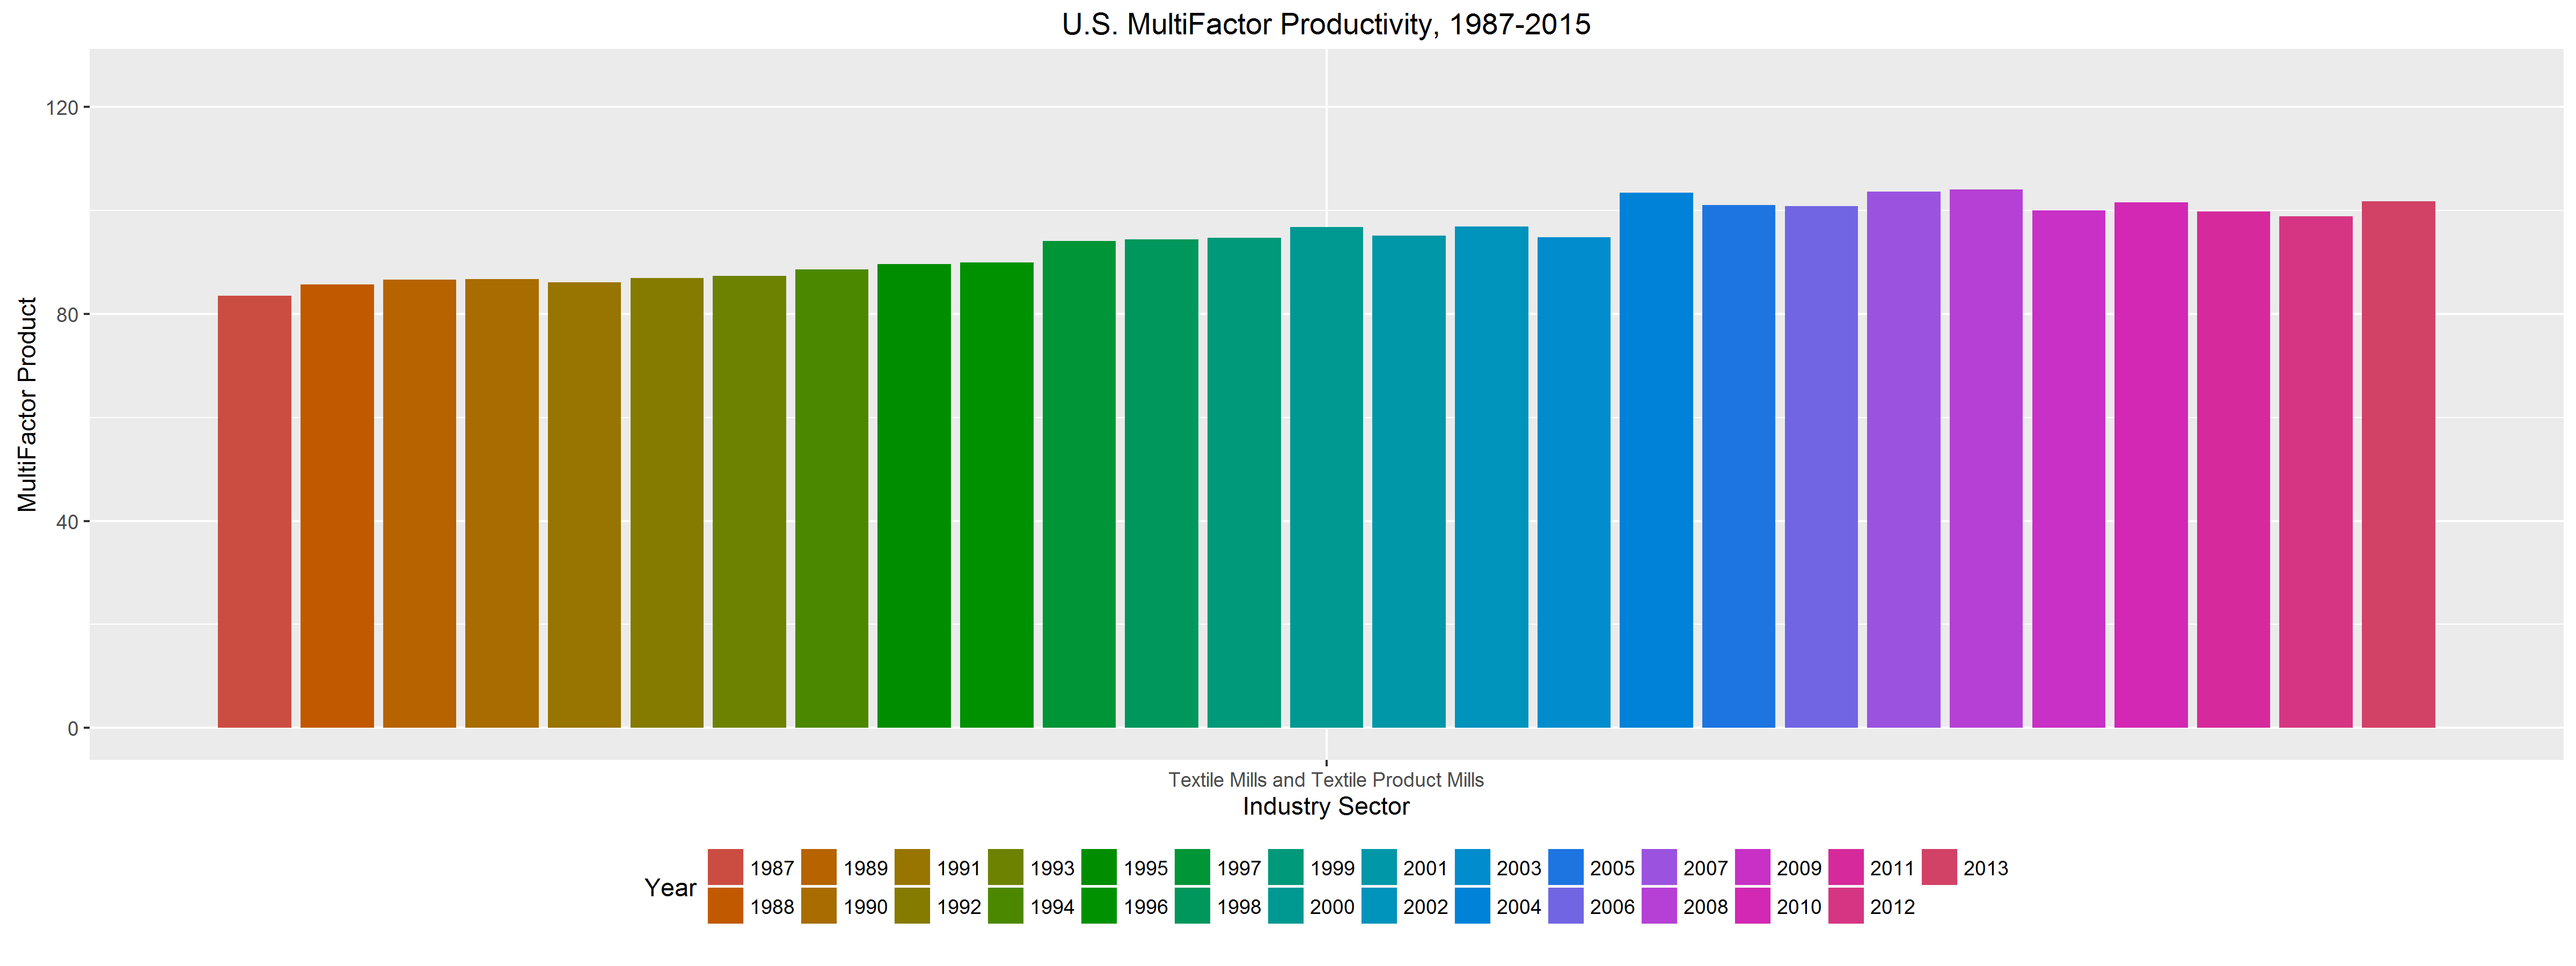 U.S. MultiFactor Productivity, 1987-2015
120
80
40
0
MultiFactor Product
Textile Mills and Textile Product Mills
Industry Sector
Year
1987 1989 1991 1993 1995 1997 1999 2001 2003 2005 2007 2009 2011 2013
1988 1990 1992 1994 1996 1998 2000 2002 2004 2006 2008 2010 2012